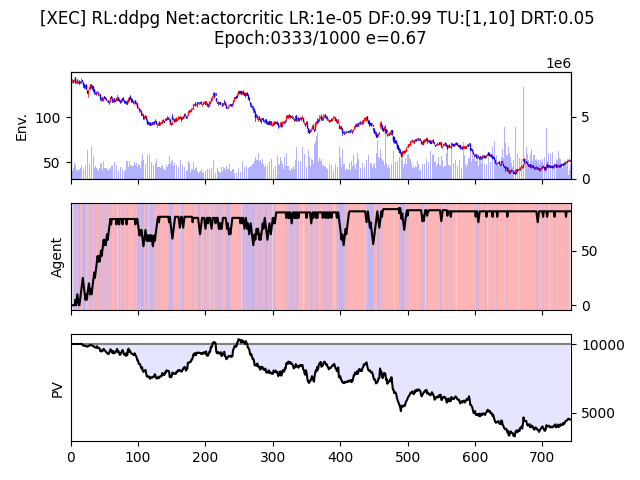 [XEC] RL:ddpg Net:actorcritic LR:1e-05 DF:0.99 TU:[1,10] DRT:0.05
Epoch:0333/1000 e=0.67
1e6
Env.
100
50
5
0
Agent
50
0
PV
10000
5000
0 100 200 300 400 500 600 700